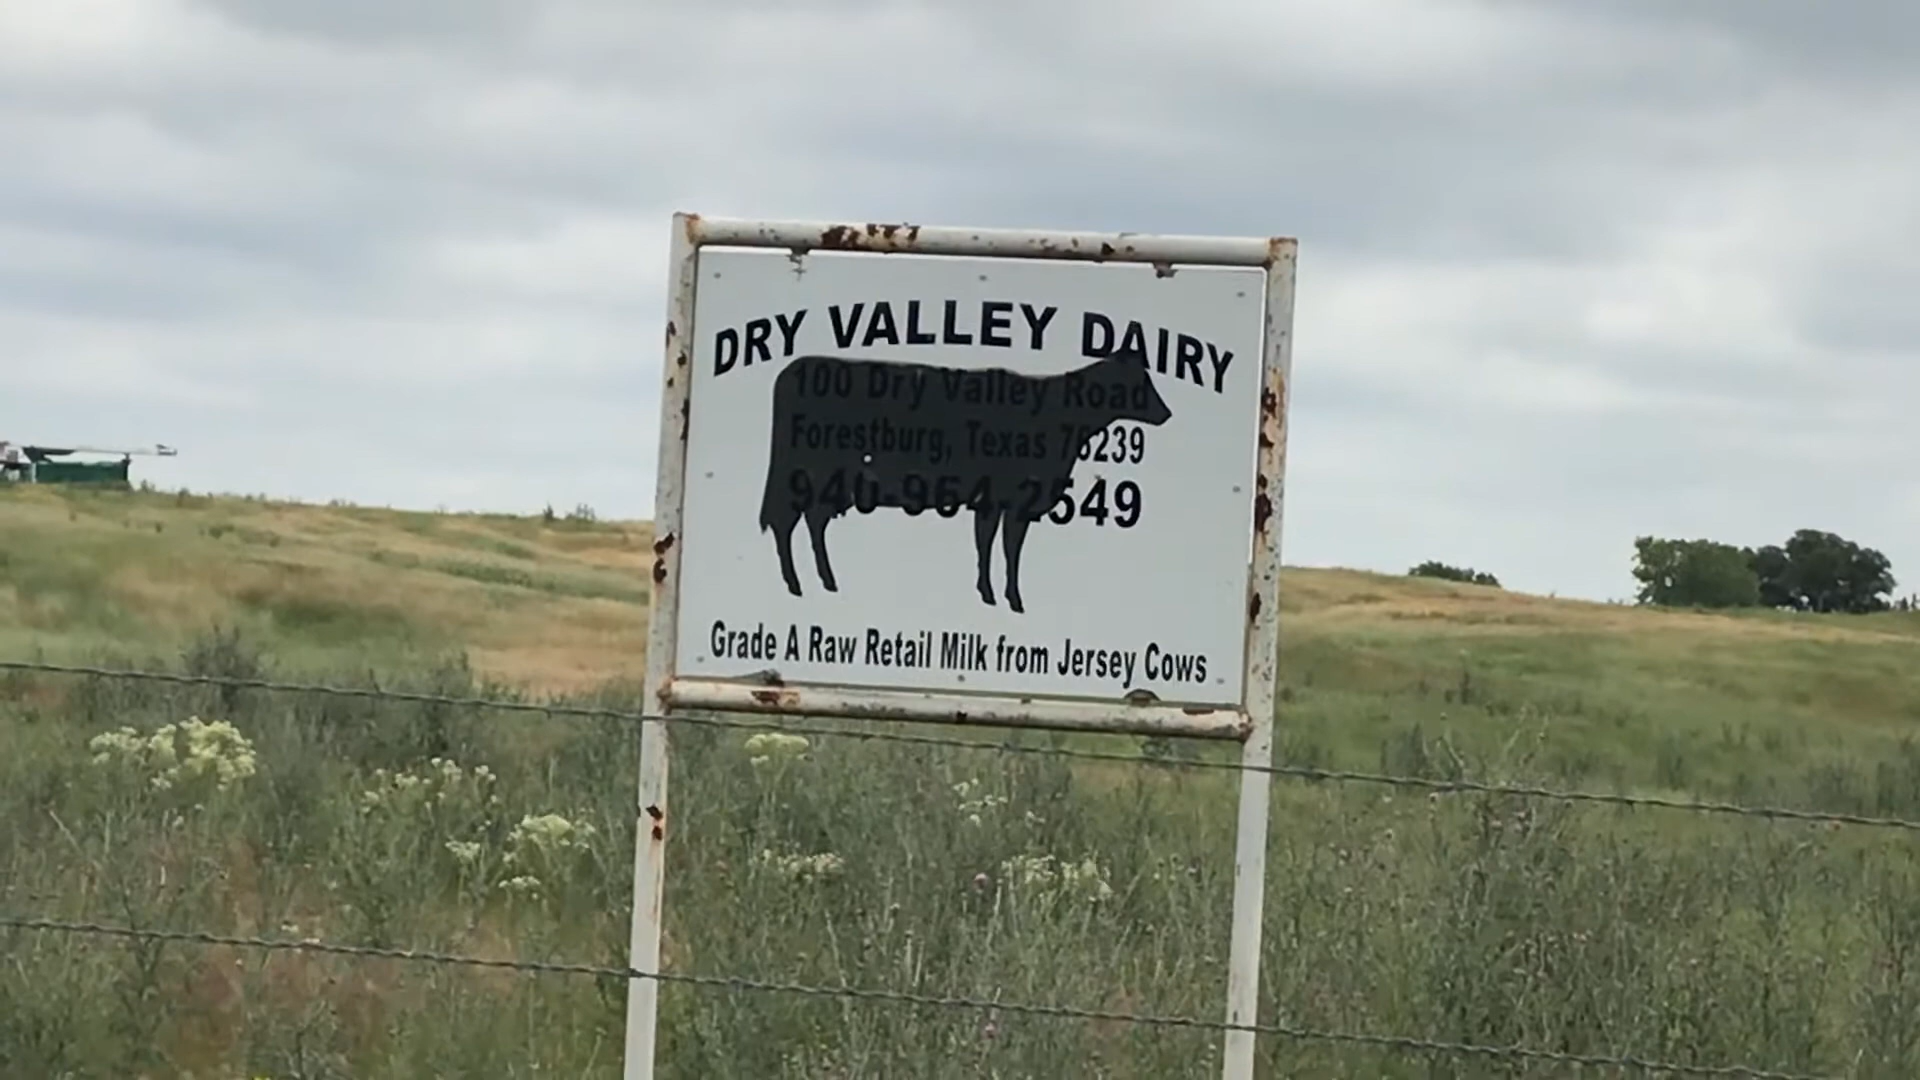 DRY VALLEY DAIRY
100 Dry Valley Road
Forestburg, Texas 76239
940-964-2549
Grade A Raw Retail Milk from Jersey Cows